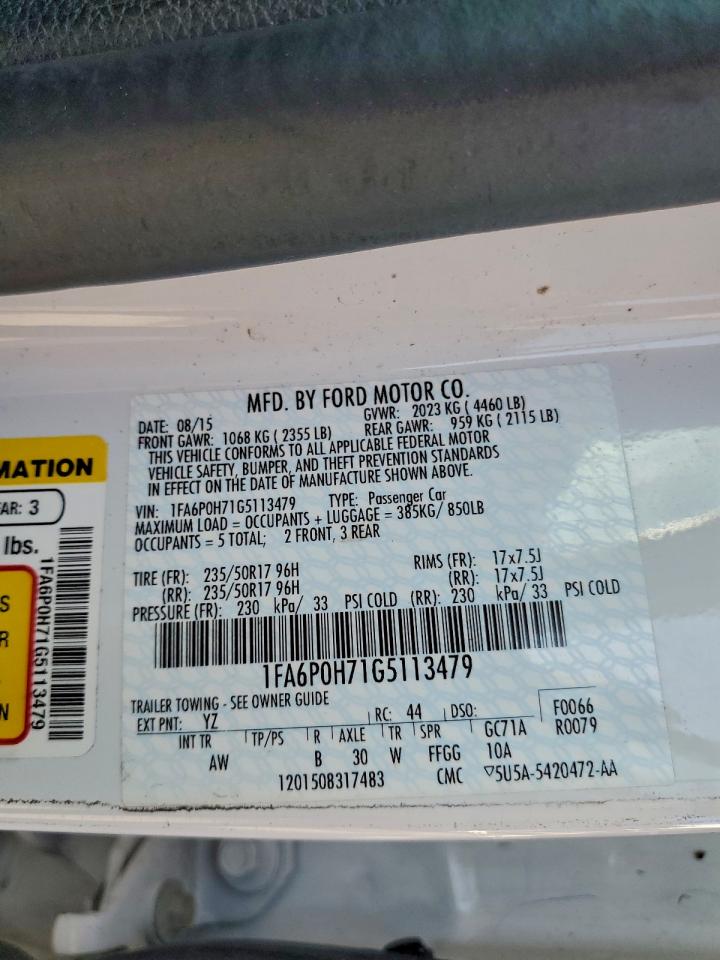 MFD. BY FORD MOTOR CO.
DATE: 08/15 GVWR: 2023 KG ( 4460 LB)
FRONT GAWR: 1068 KG ( 2355 LB) REAR GAWR: 959 KG ( 2115 LB)
THIS VEHICLE CONFORMS TO ALL APPLICABLE FEDERAL MOTOR
VEHICLE SAFETY, BUMPER, AND THEFT PREVENTION STANDARDS
IN EFFECT ON THE DATE OF MANUFACTURE SHOWN ABOVE.
VIN: 1FA6P0H71G5113479 TYPE: Passenger Car
MAXIMUM LOAD = OCCUPANTS + LUGGAGE = 385KG/ 850LB
OCCUPANTS = 5 TOTAL; 2 FRONT, 3 REAR
TIRE (FR): 235/50R17 96H RIMS (FR): 17x7.5J
(RR): 235/50R17 96H (RR): 17x7.5J
PRESSURE (FR): 230 kPa/ 33 PSI COLD (RR): 230 kPa/ 33 PSI COLD
1FA6P0H71G5113479
TRAILER TOWING - SEE OWNER GUIDE
EXT PNT: YZ RC: 44 DSO: F0066
INT TR TP/PS R AXLE TR SPR GC71A R0079
AW B 30 W FFGG 10A
1201508317483 CMC ▽5U5A-5420472-AA
MATION
EAR: 3
lbs.
1FA6P0H71G5113479
S
R
N